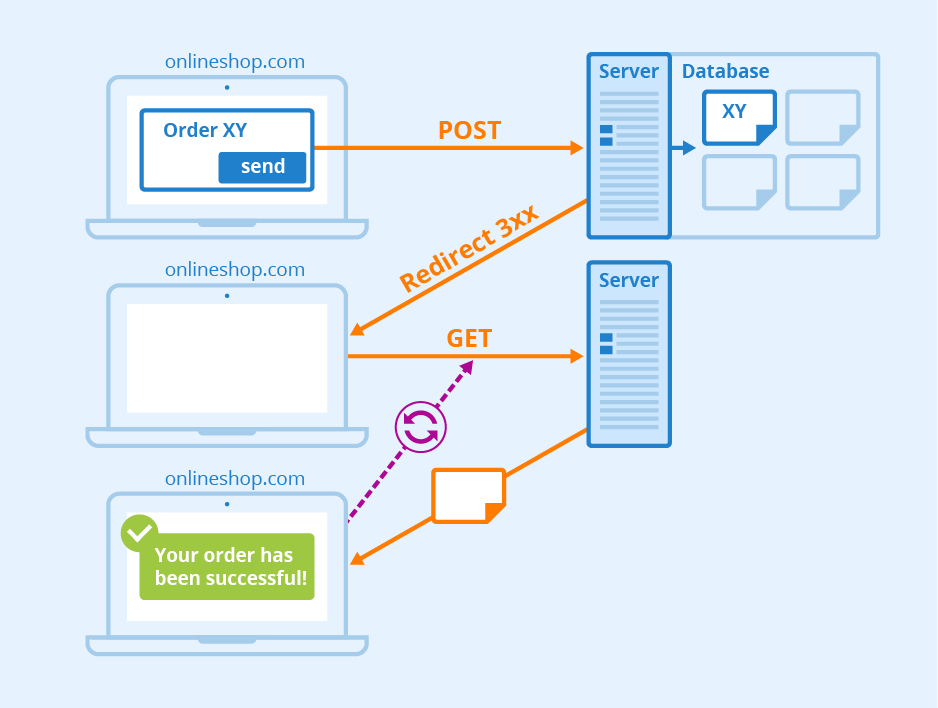 onlineshop.com
Order XY
send
POST
Server
Database
XY
Redirect 3xx
onlineshop.com
GET
Server
onlineshop.com
Your order has
been successful!